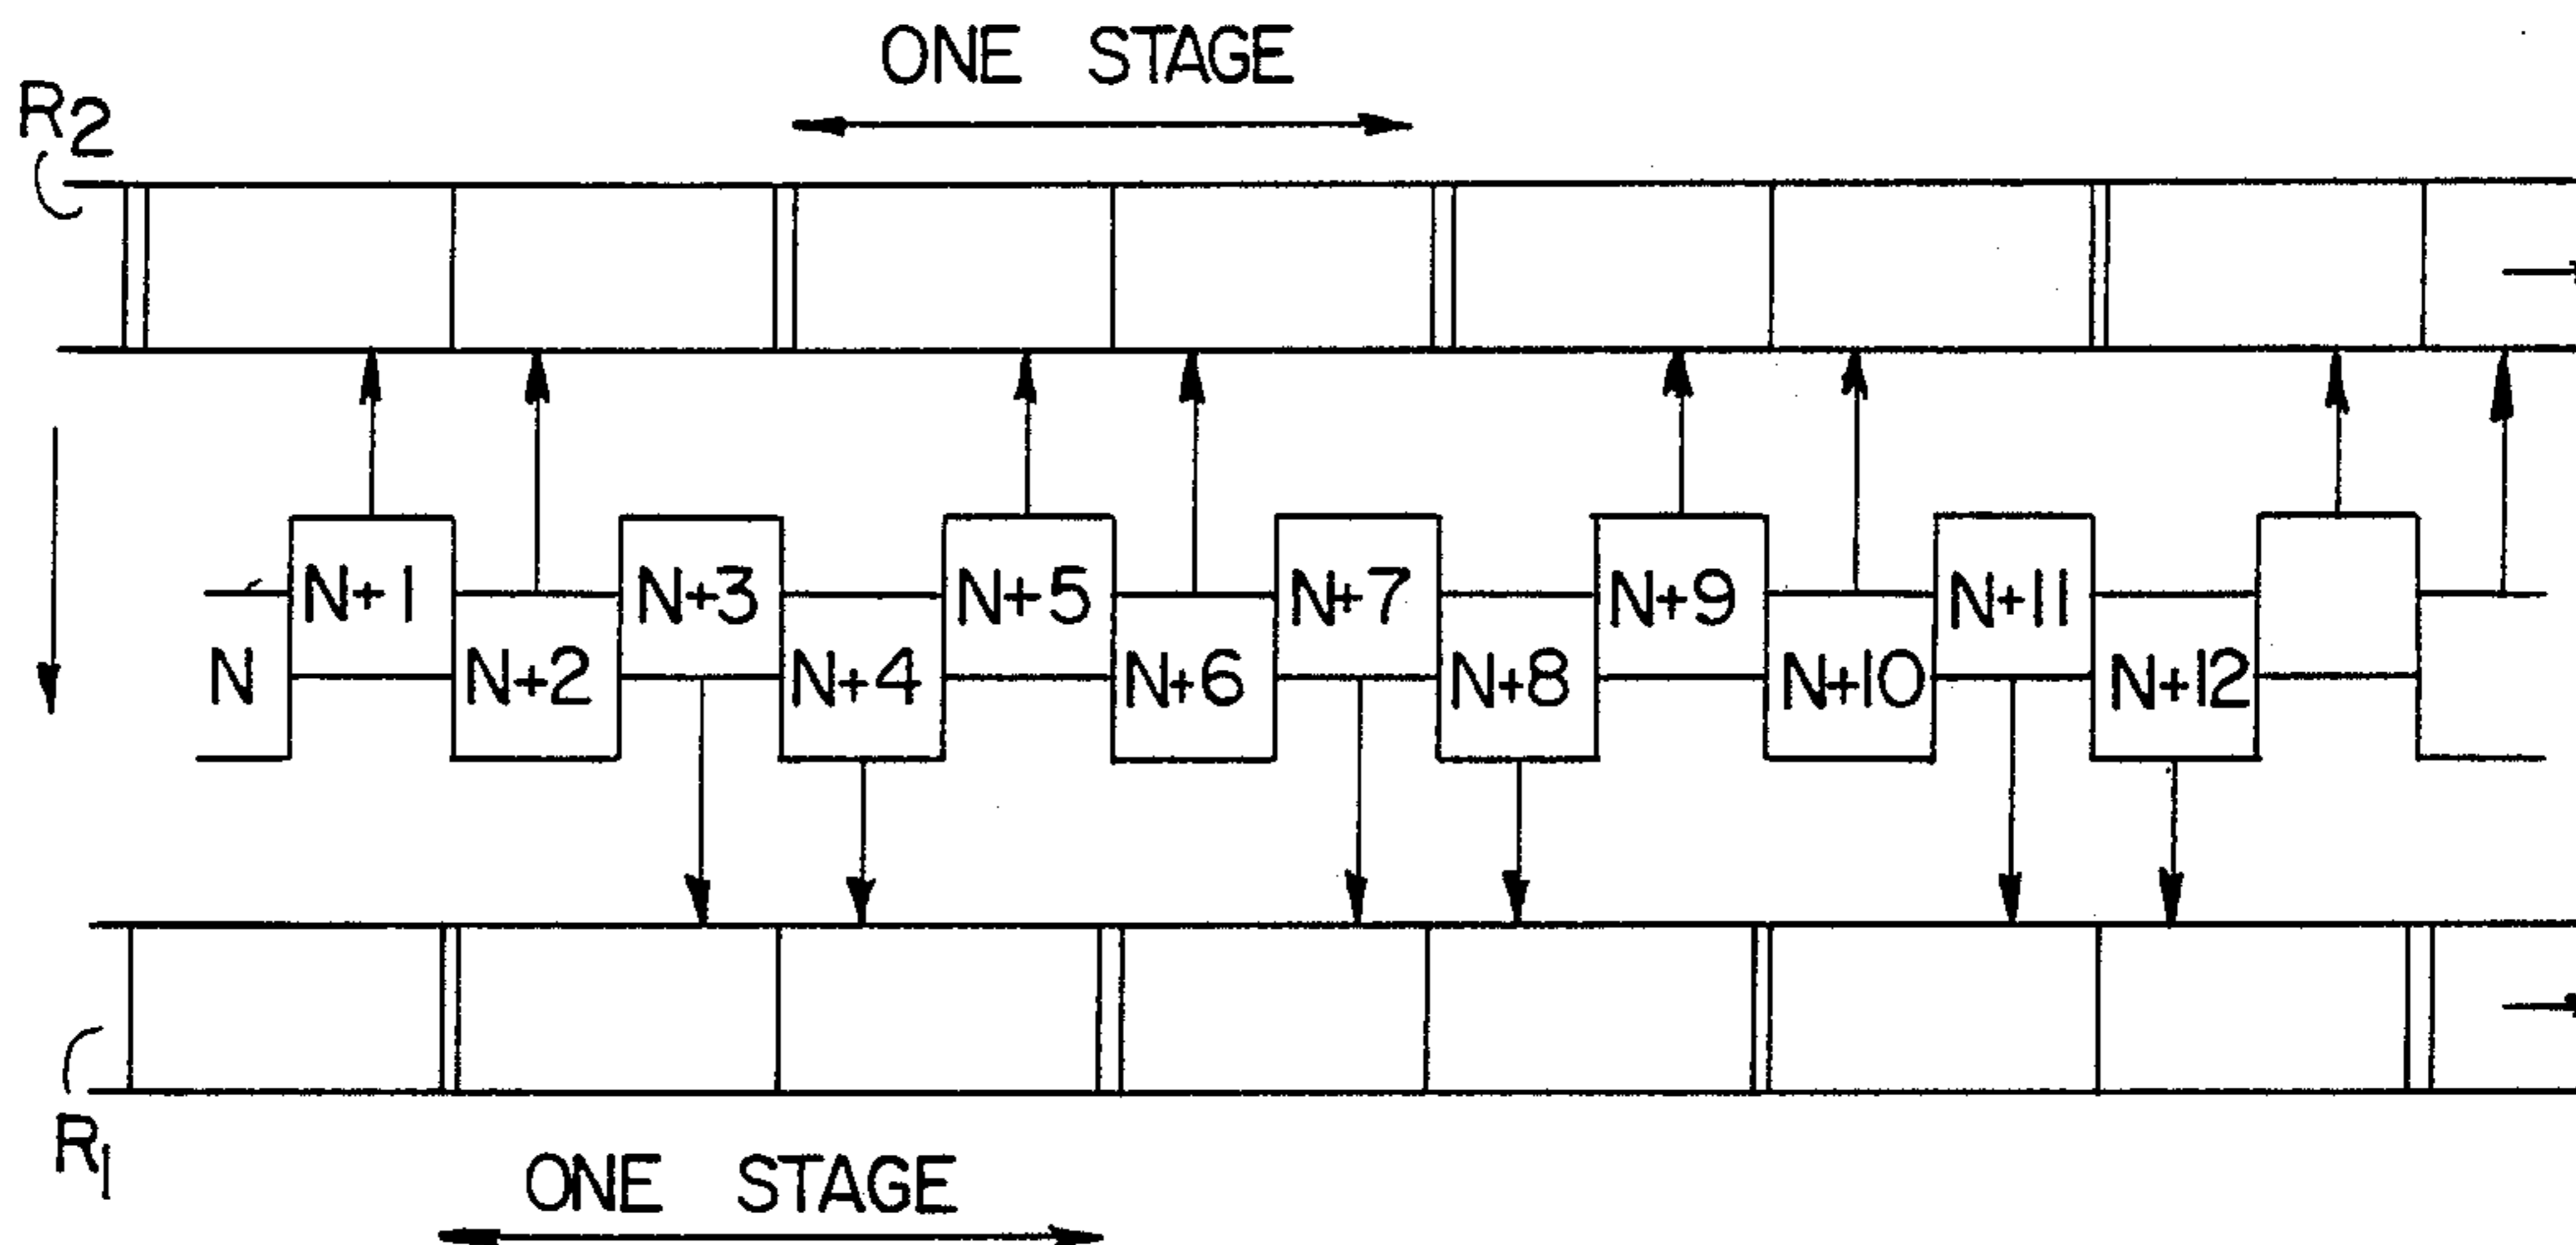 ONE STAGE
R2
N+1 N+3 N+5 N+7 N+9 N+11
N N+2 N+4 N+6 N+8 N+10 N+12
R1
ONE STAGE